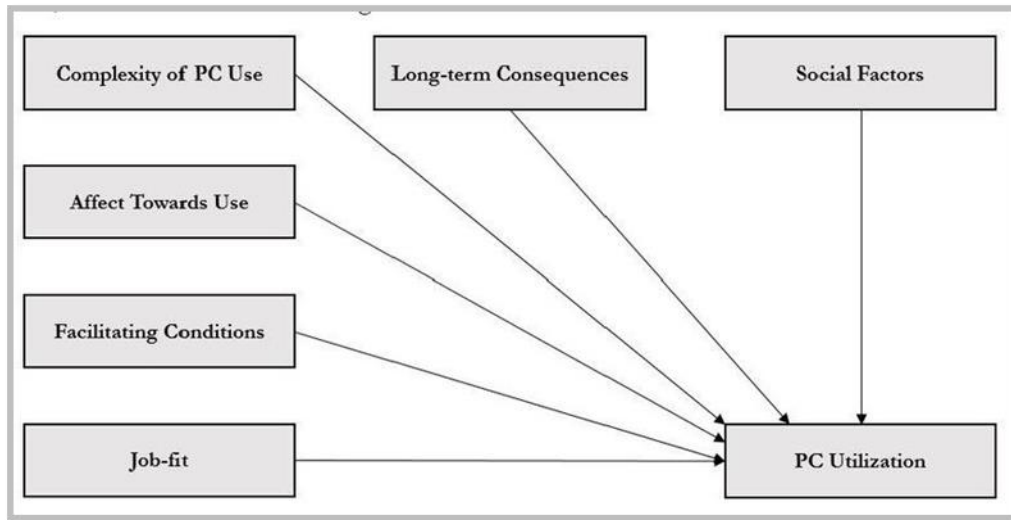 Complexity of PC Use
Long-term Consequences
Social Factors
Affect Towards Use
Facilitating Conditions
Job-fit
PC Utilization